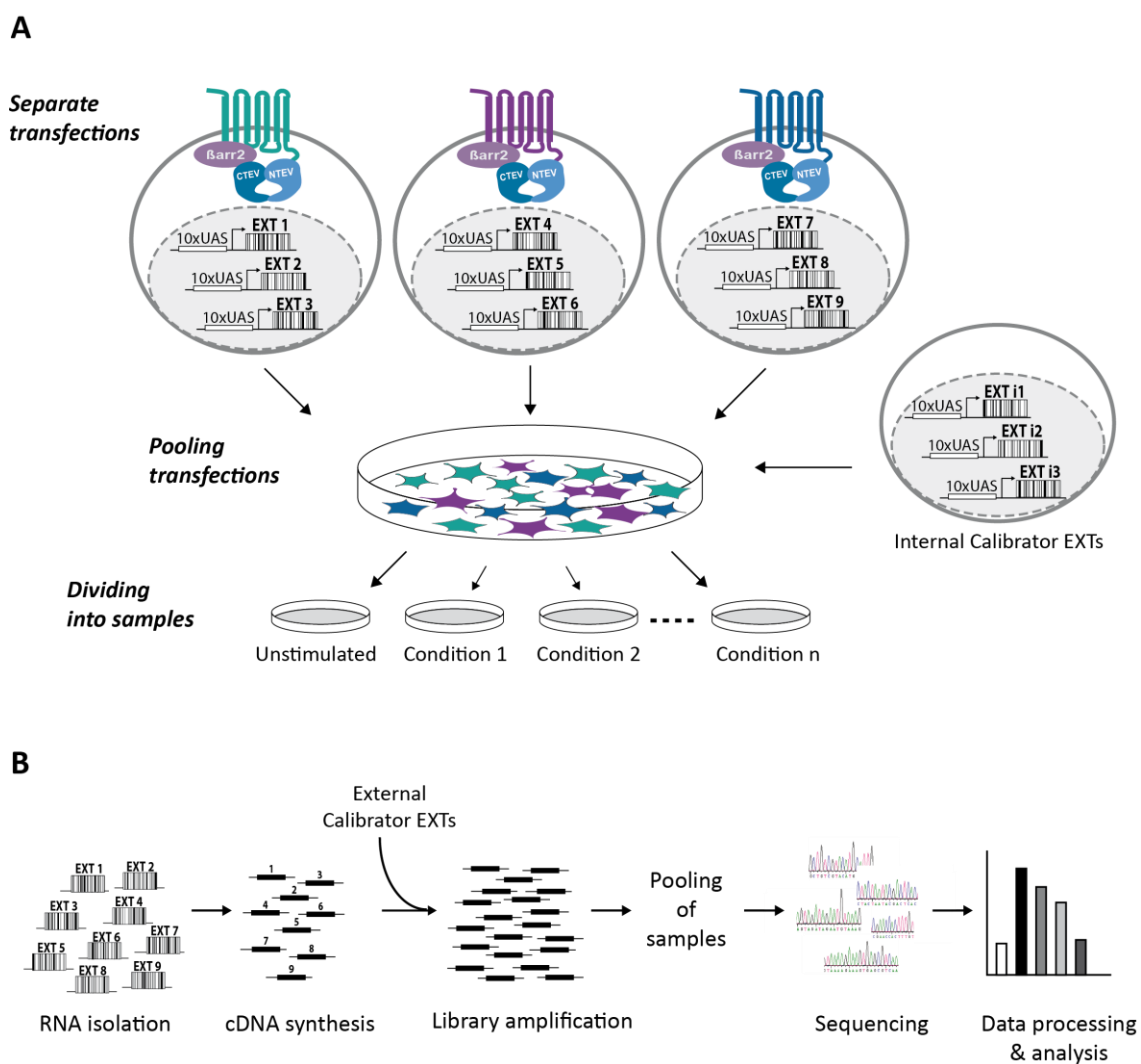 A
Separate
transfections
ßarr2
CTEV
NTEV
ßarr2
CTEV
NTEV
ßarr2
CTEV
NTEV
10xUAS
EXT 1
10xUAS
EXT 2
10xUAS
EXT 3
10xUAS
EXT 4
10xUAS
EXT 5
10xUAS
EXT 6
10xUAS
EXT 7
10xUAS
EXT 8
10xUAS
EXT 9
10xUAS
EXT i1
10xUAS
EXT i2
10xUAS
EXT i3
Internal Calibrator EXTs
Pooling
transfections
Dividing
into samples
Unstimulated
Condition 1
Condition 2
Condition n
B
External
Calibrator EXTs
EXT 1
EXT 2
EXT 3
EXT 4
EXT 5
EXT 6
EXT 7
EXT 8
EXT 9
1
3
2
4
6
5
7
8
9
Pooling
of
samples
RNA isolation
cDNA synthesis
Library amplification
Sequencing
Data processing
& analysis